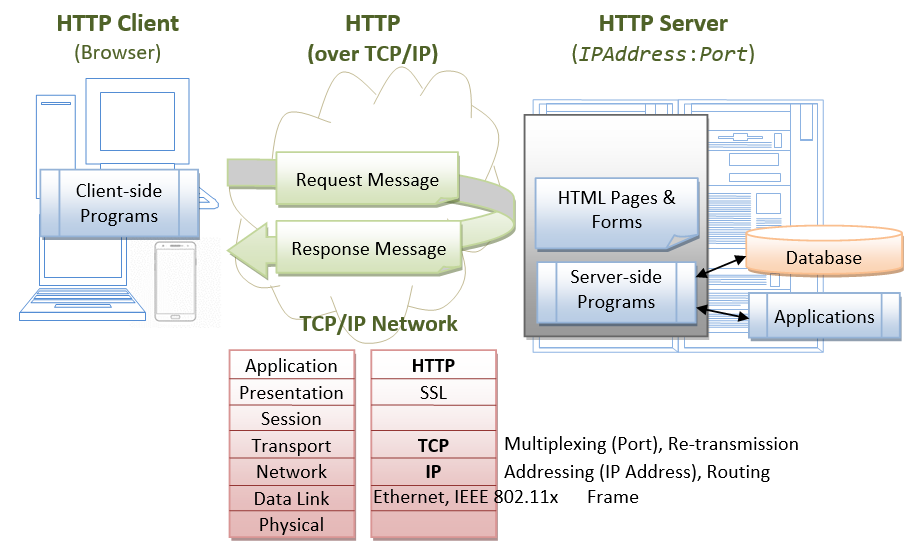 HTTP Client
(Browser)
HTTP
(over TCP/IP)
HTTP Server
(IPAddress:Port)
Client-side
Programs
Request Message
Response Message
HTML Pages &
Forms
Server-side
Programs
Database
Applications
TCP/IP Network
Application HTTP
Presentation SSL
Session
Transport TCP Multiplexing (Port), Re-transmission
Network IP Addressing (IP Address), Routing
Data Link Ethernet, IEEE 802.11x Frame
Physical